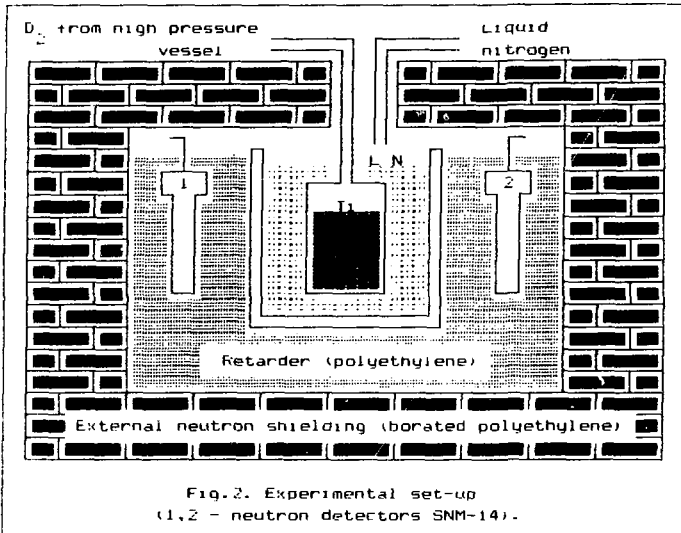 D2 from high pressure
vessel
Liquid
nitrogen
L N
1
Ti
2
Retarder (polyethylene)
External neutron shielding (borated polyethylene)
Fig.2. Experimental set-up
(1,2 - neutron detectors SNM-14).